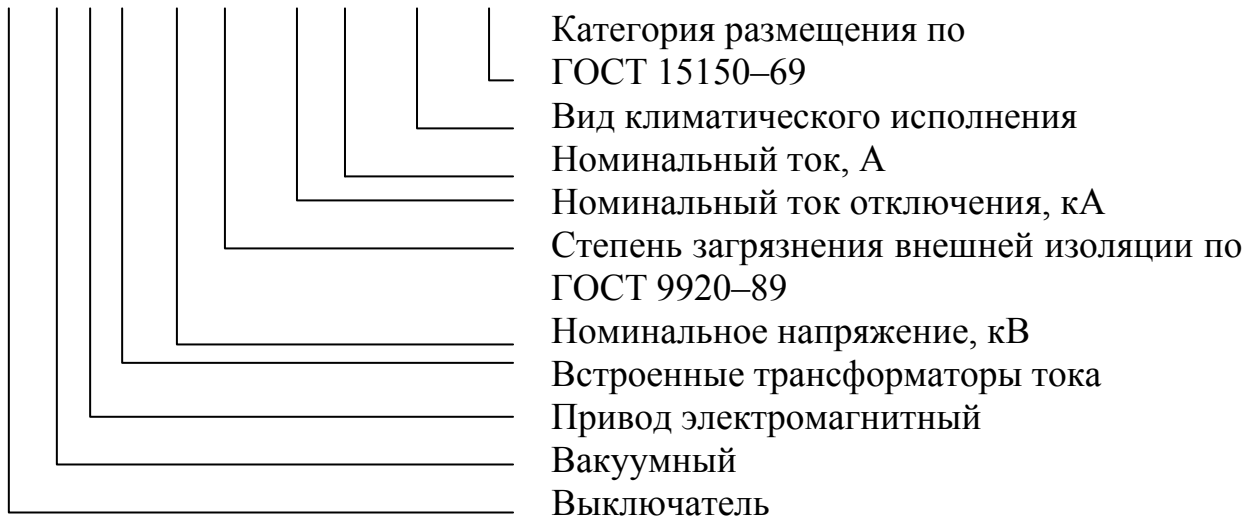 Категория размещения по
ГОСТ 15150–69
Вид климатического исполнения
Номинальный ток, А
Номинальный ток отключения, кА
Степень загрязнения внешней изоляции по
ГОСТ 9920–89
Номинальное напряжение, кВ
Встроенные трансформаторы тока
Привод электромагнитный
Вакуумный
Выключатель